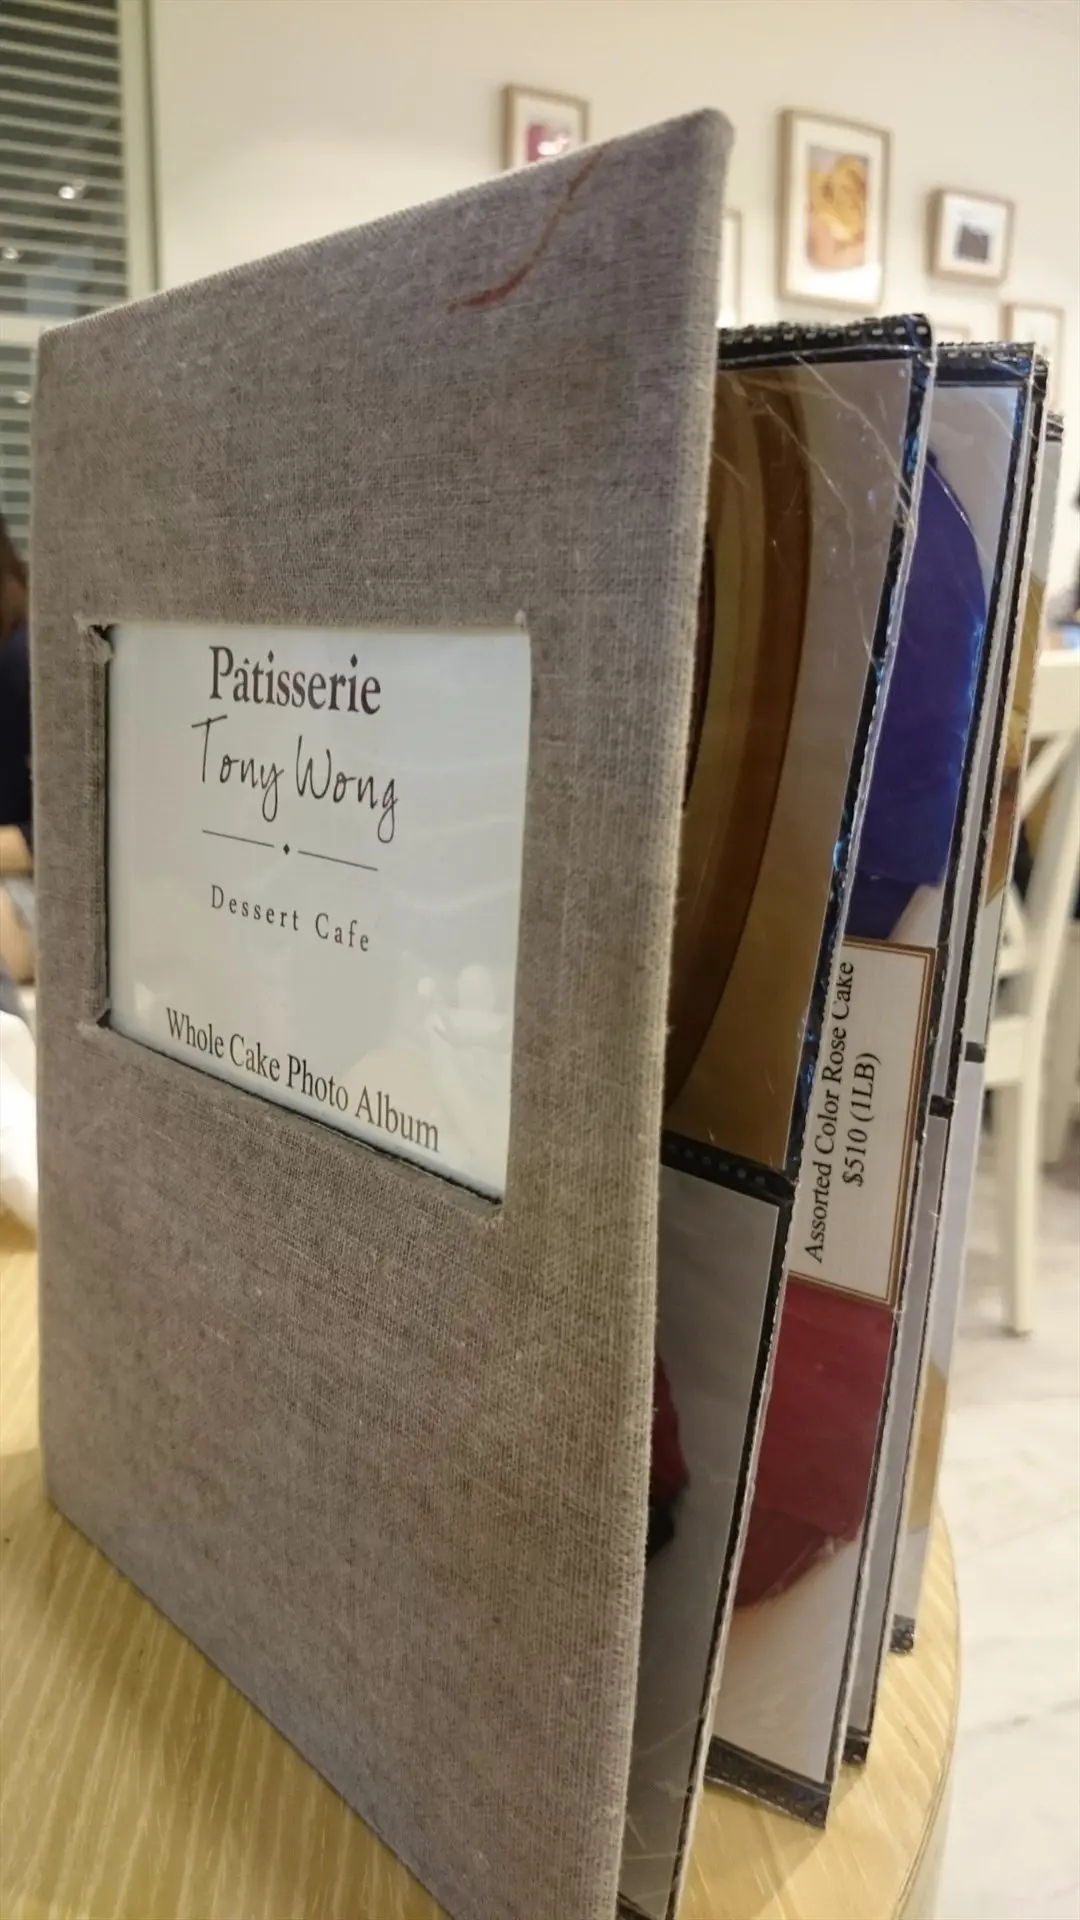 Pâtisserie
Tony Wong
Dessert Cafe
Whole Cake Photo Album
Assorted Color Rose Cake
$510 (1LB)